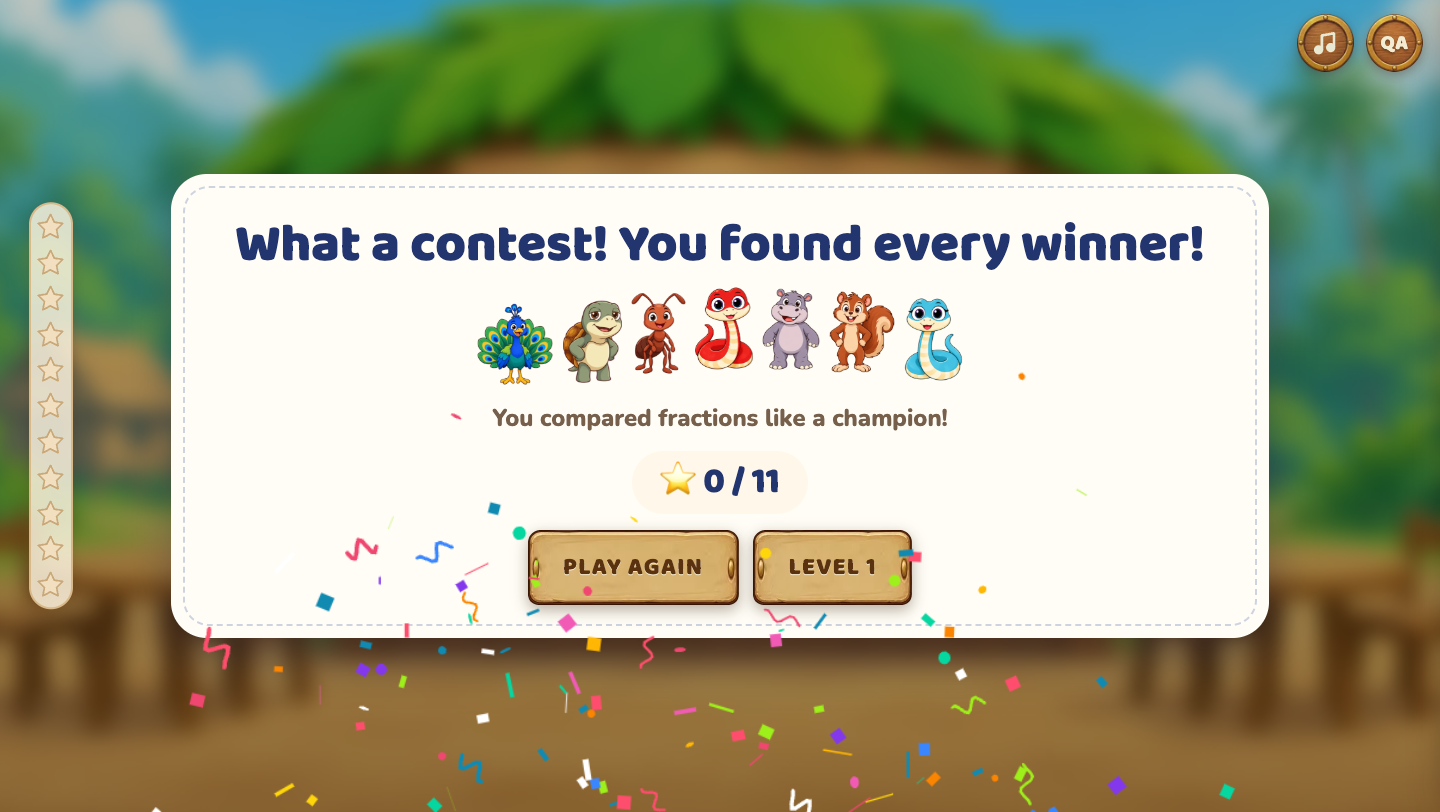 QA
What a contest! You found every winner!
You compared fractions like a champion!
0 / 11
PLAY AGAIN
LEVEL 1